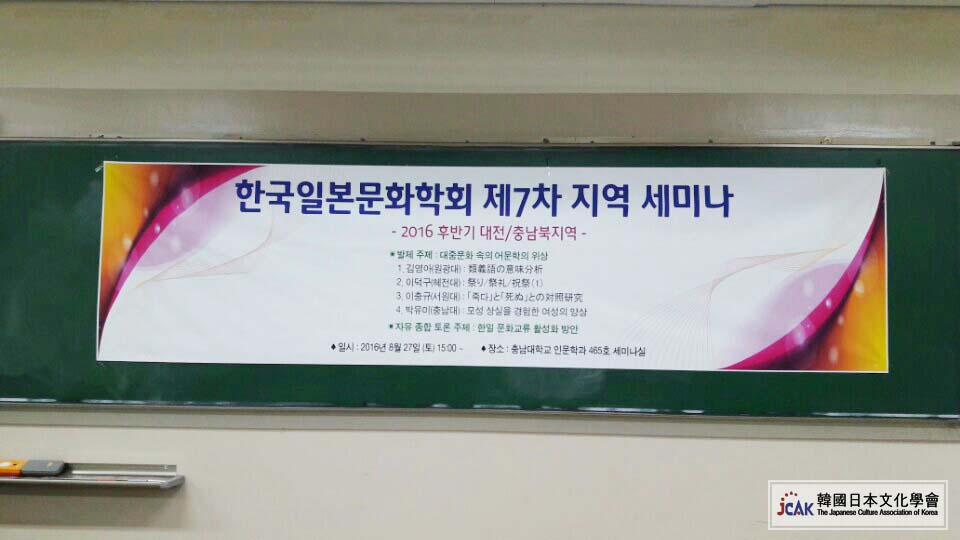 한국일본문화학회 제7차 지역 세미나
- 2016 후반기 대전/충남북지역 -
※ 발제 주제 : 대중문화 속의 어문학의 위상
1. 김영아(원광대) : 類義語の意味分析
2. 이덕구(혜전대) : 祭り/祭礼/祝祭 (1)
3. 이충규(서원대) : 「죽다」と「死ぬ」との対照研究
4. 박유미(충남대) : 모성 상실을 경험한 여성의 양상
※ 자유 종합 토론 주제 : 한일 문화교류 활성화 방안
♦ 일시 : 2016년 8월 27일 (토) 15:00 ~ ♦ 장소 : 충남대학교 인문학과 465호 세미나실
JCAK 韓國日本文化學會
The Japanese Culture Association of Korea